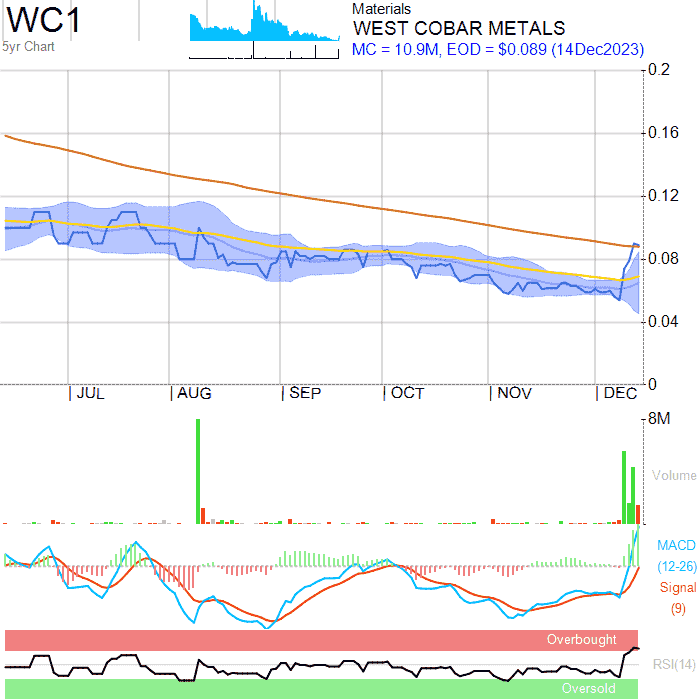 WC1
5yr Chart
Materials
WEST COBAR METALS
MC = 10.9M, EOD = $0.089 (14Dec2023)
0.2
0.16
0.12
0.08
0.04
0
JUL
AUG
SEP
OCT
NOV
DEC
8M
Volume
MACD
(12-26)
Signal
(9)
Overbought
RSI(14)
Oversold